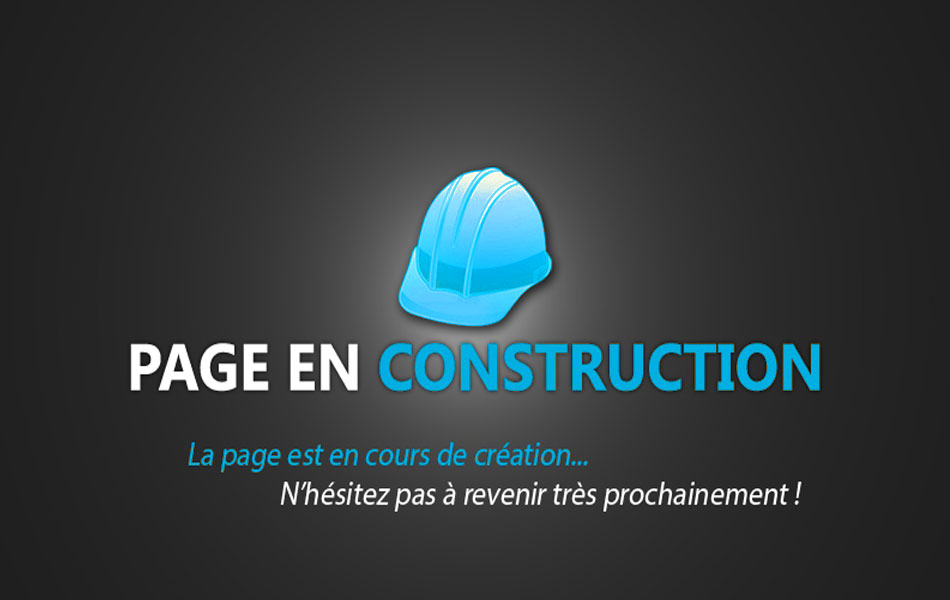 PAGE EN CONSTRUCTION
La page est en cours de création...
N'hésitez pas à revenir très prochainement !